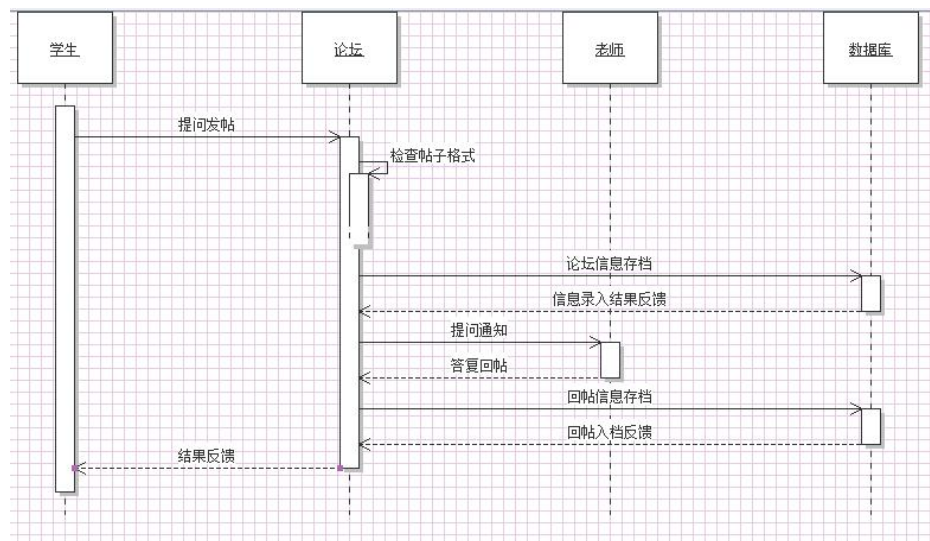 学生
论坛
老师
数据库
提问发帖
检查帖子格式
论坛信息存档
信息录入结果反馈
提问通知
答复回帖
回帖信息存档
回帖入档反馈
结果反馈